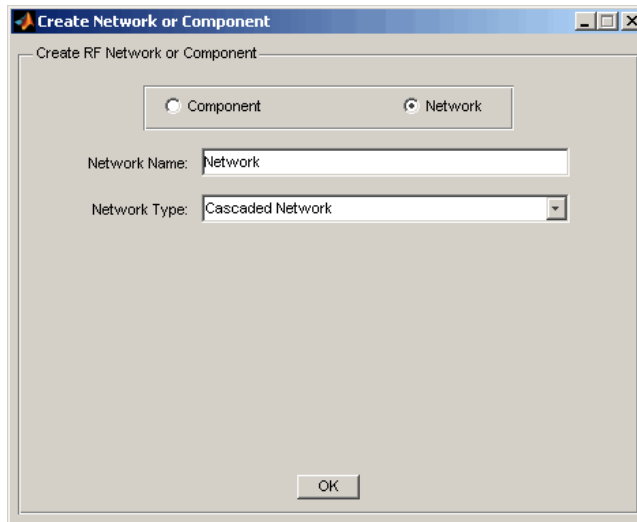 Create Network or Component
Create RF Network or Component
Component Network
Network Name: Network
Network Type: Cascaded Network
OK